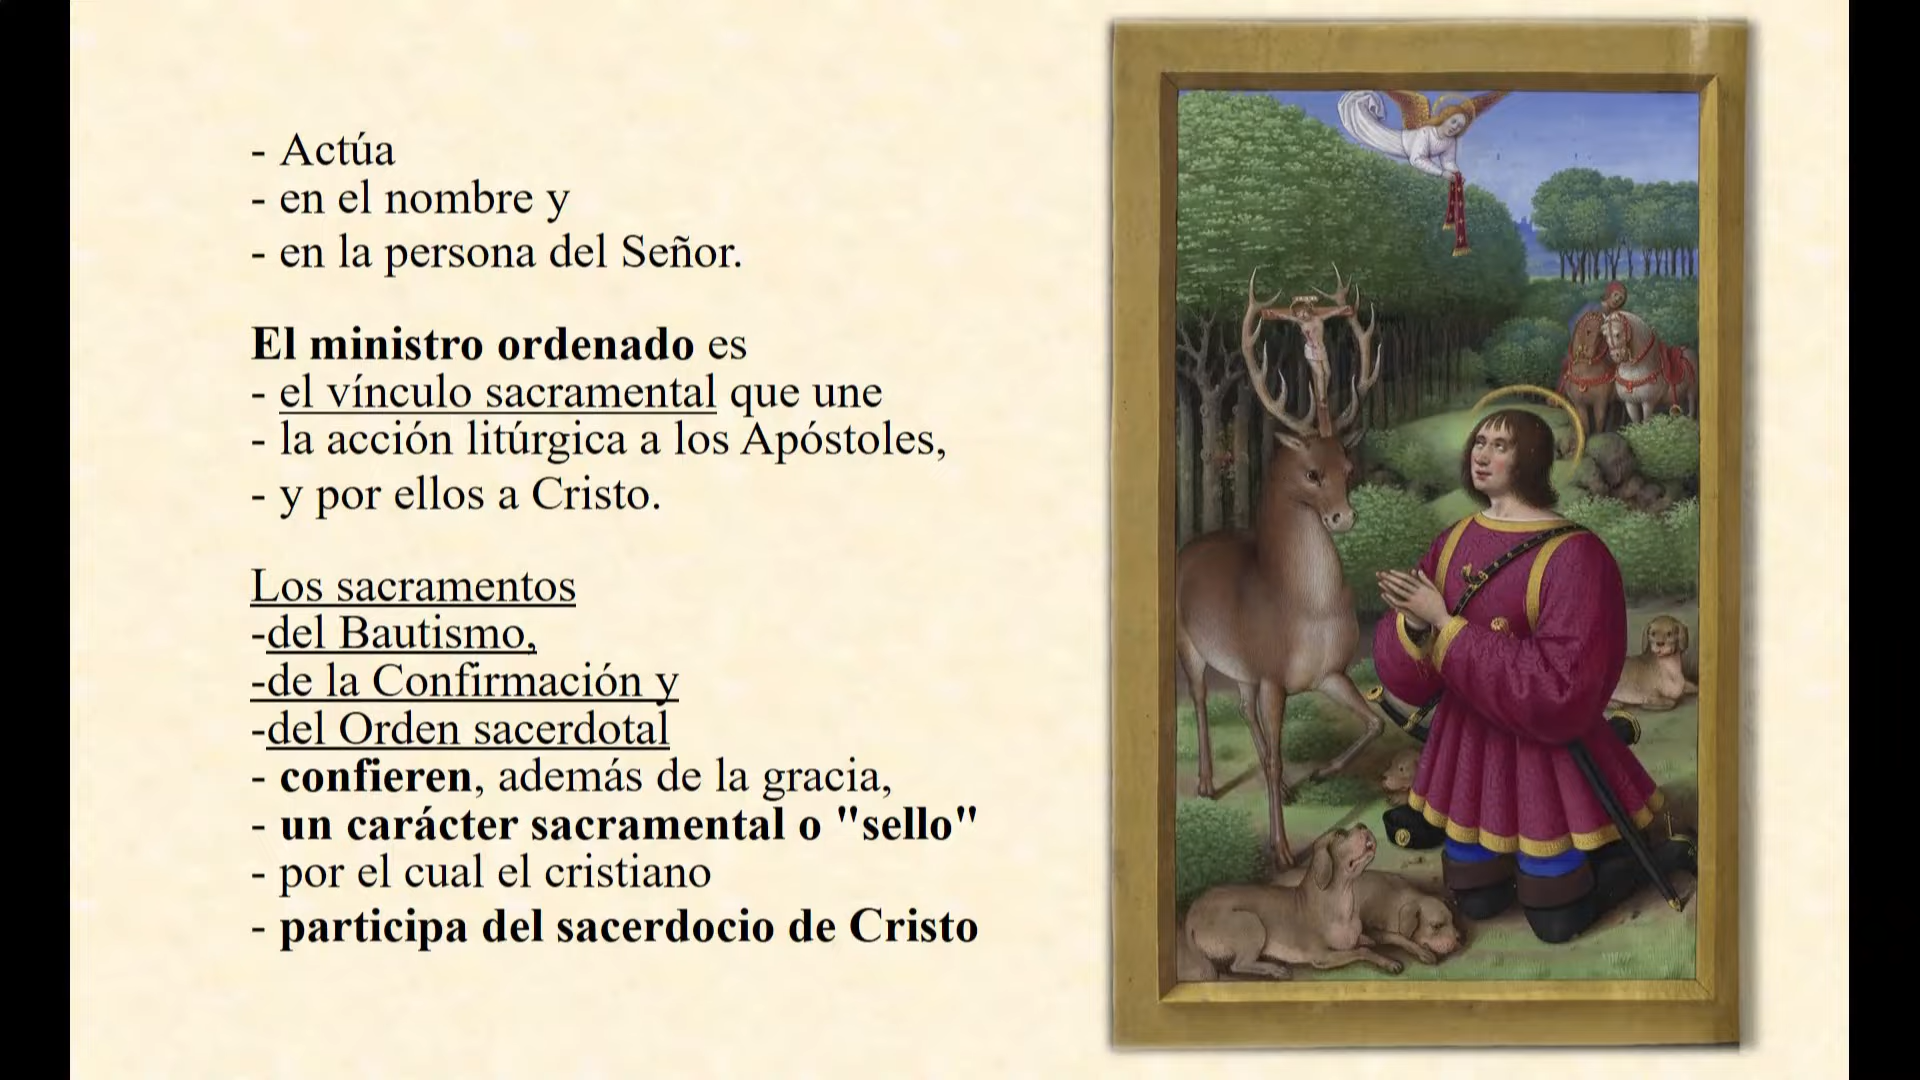 - Actúa
- en el nombre y
- en la persona del Señor.
El ministro ordenado es
- el vínculo sacramental que une
- la acción litúrgica a los Apóstoles,
- y por ellos a Cristo.
Los sacramentos
-del Bautismo,
-de la Confirmación y
-del Orden sacerdotal
- confieren, además de la gracia,
- un carácter sacramental o "sello"
- por el cual el cristiano
- participa del sacerdocio de Cristo